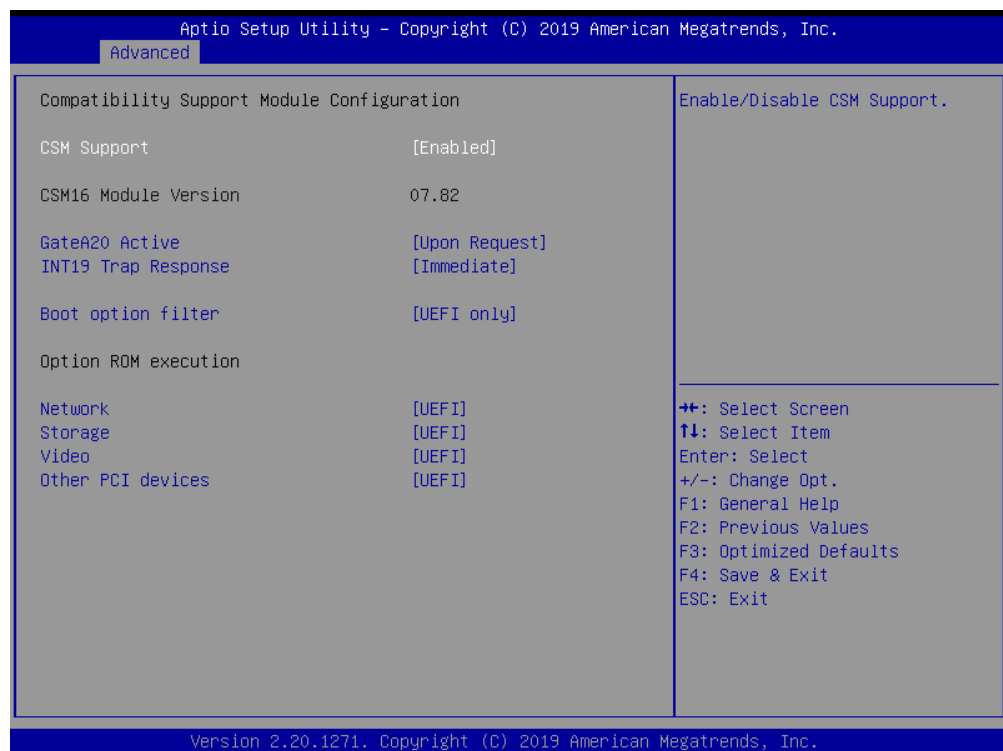 Aptio Setup Utility – Copyright (C) 2019 American Megatrends, Inc.
Advanced
Compatibility Support Module Configuration
CSM Support [Enabled]
CSM16 Module Version 07.82
GateA20 Active [Upon Request]
INT19 Trap Response [Immediate]
Boot option filter [UEFI only]
Option ROM execution
Network [UEFI]
Storage [UEFI]
Video [UEFI]
Other PCI devices [UEFI]
Enable/Disable CSM Support.
→←: Select Screen
↑↓: Select Item
Enter: Select
+/-: Change Opt.
F1: General Help
F2: Previous Values
F3: Optimized Defaults
F4: Save & Exit
ESC: Exit
Version 2.20.1271. Copyright (C) 2019 American Megatrends, Inc.